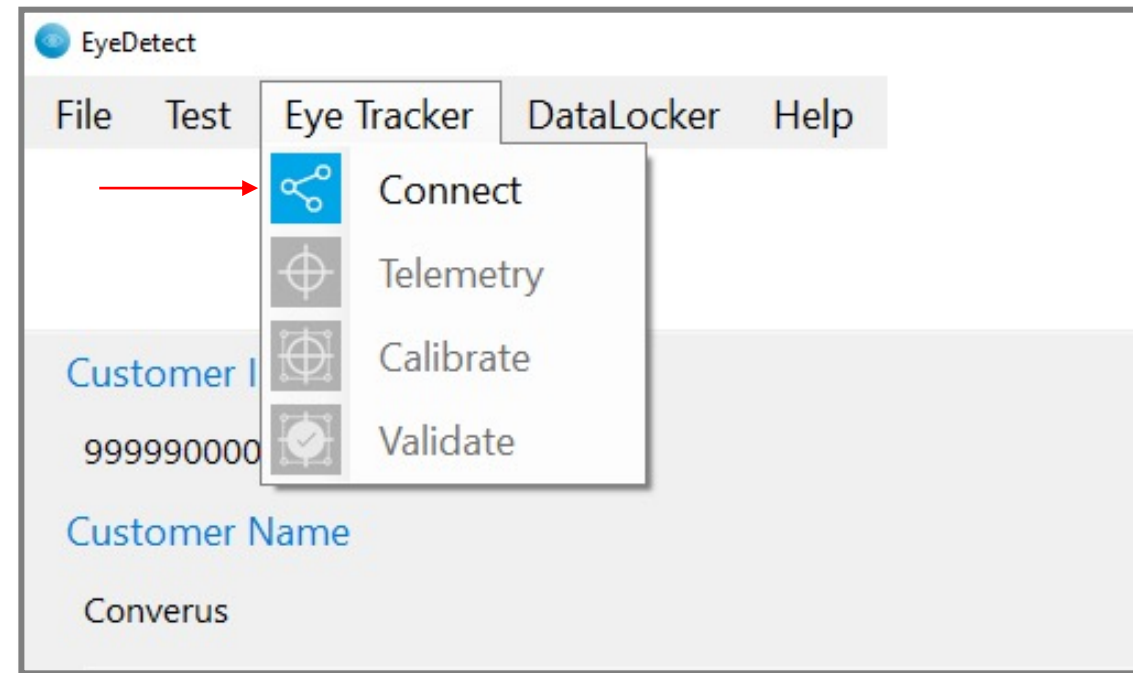 EyeDetect
File Test Eye Tracker DataLocker Help
Connect
Telemetry
Calibrate
Customer
999990000
Validate
Customer Name
Converus